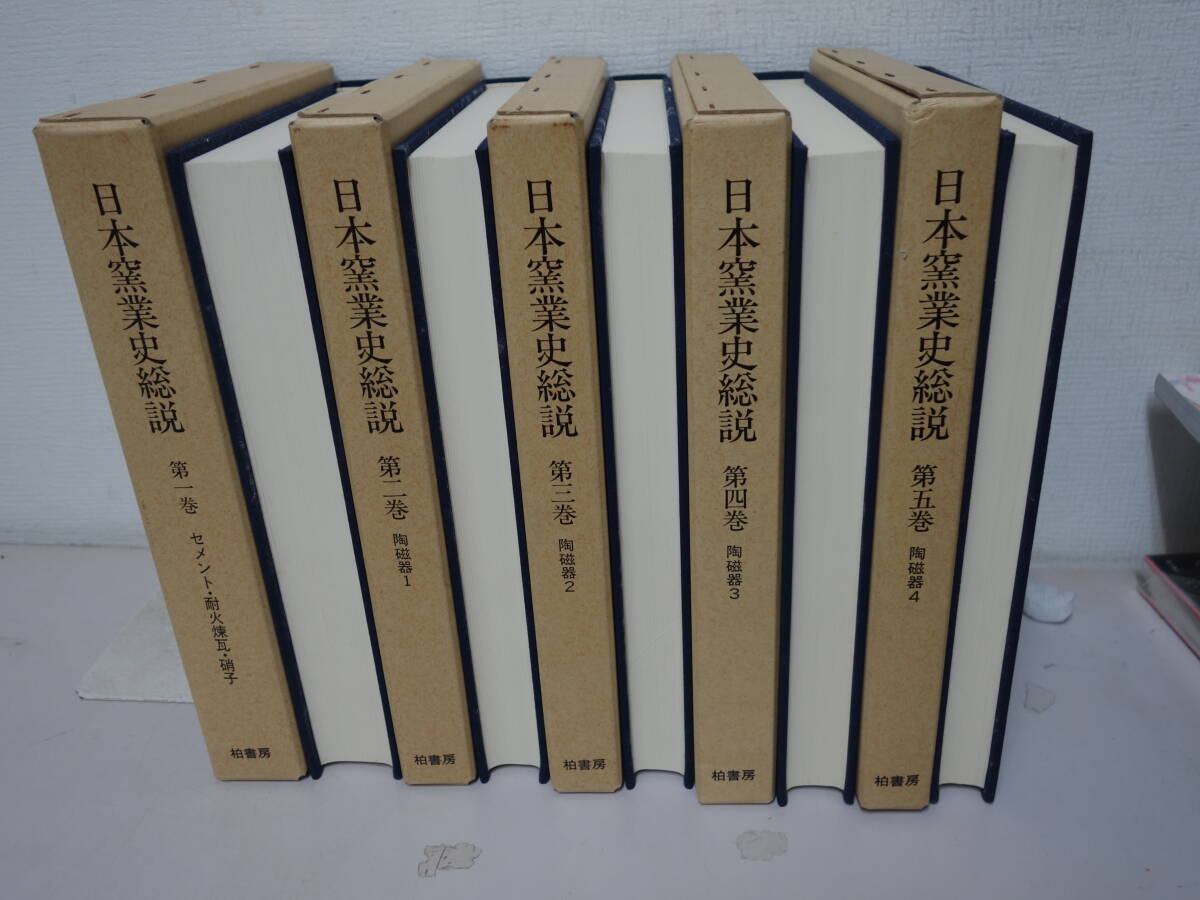 日本窯業史総説
第一巻
セメント・耐火煉瓦・硝子
柏書房
日本窯業史総説
第二巻
陶磁器1
柏書房
日本窯業史総説
第三巻
陶磁器2
柏書房
日本窯業史総説
第四巻
陶磁器3
柏書房
日本窯業史総説
第五巻
陶磁器4
柏書房